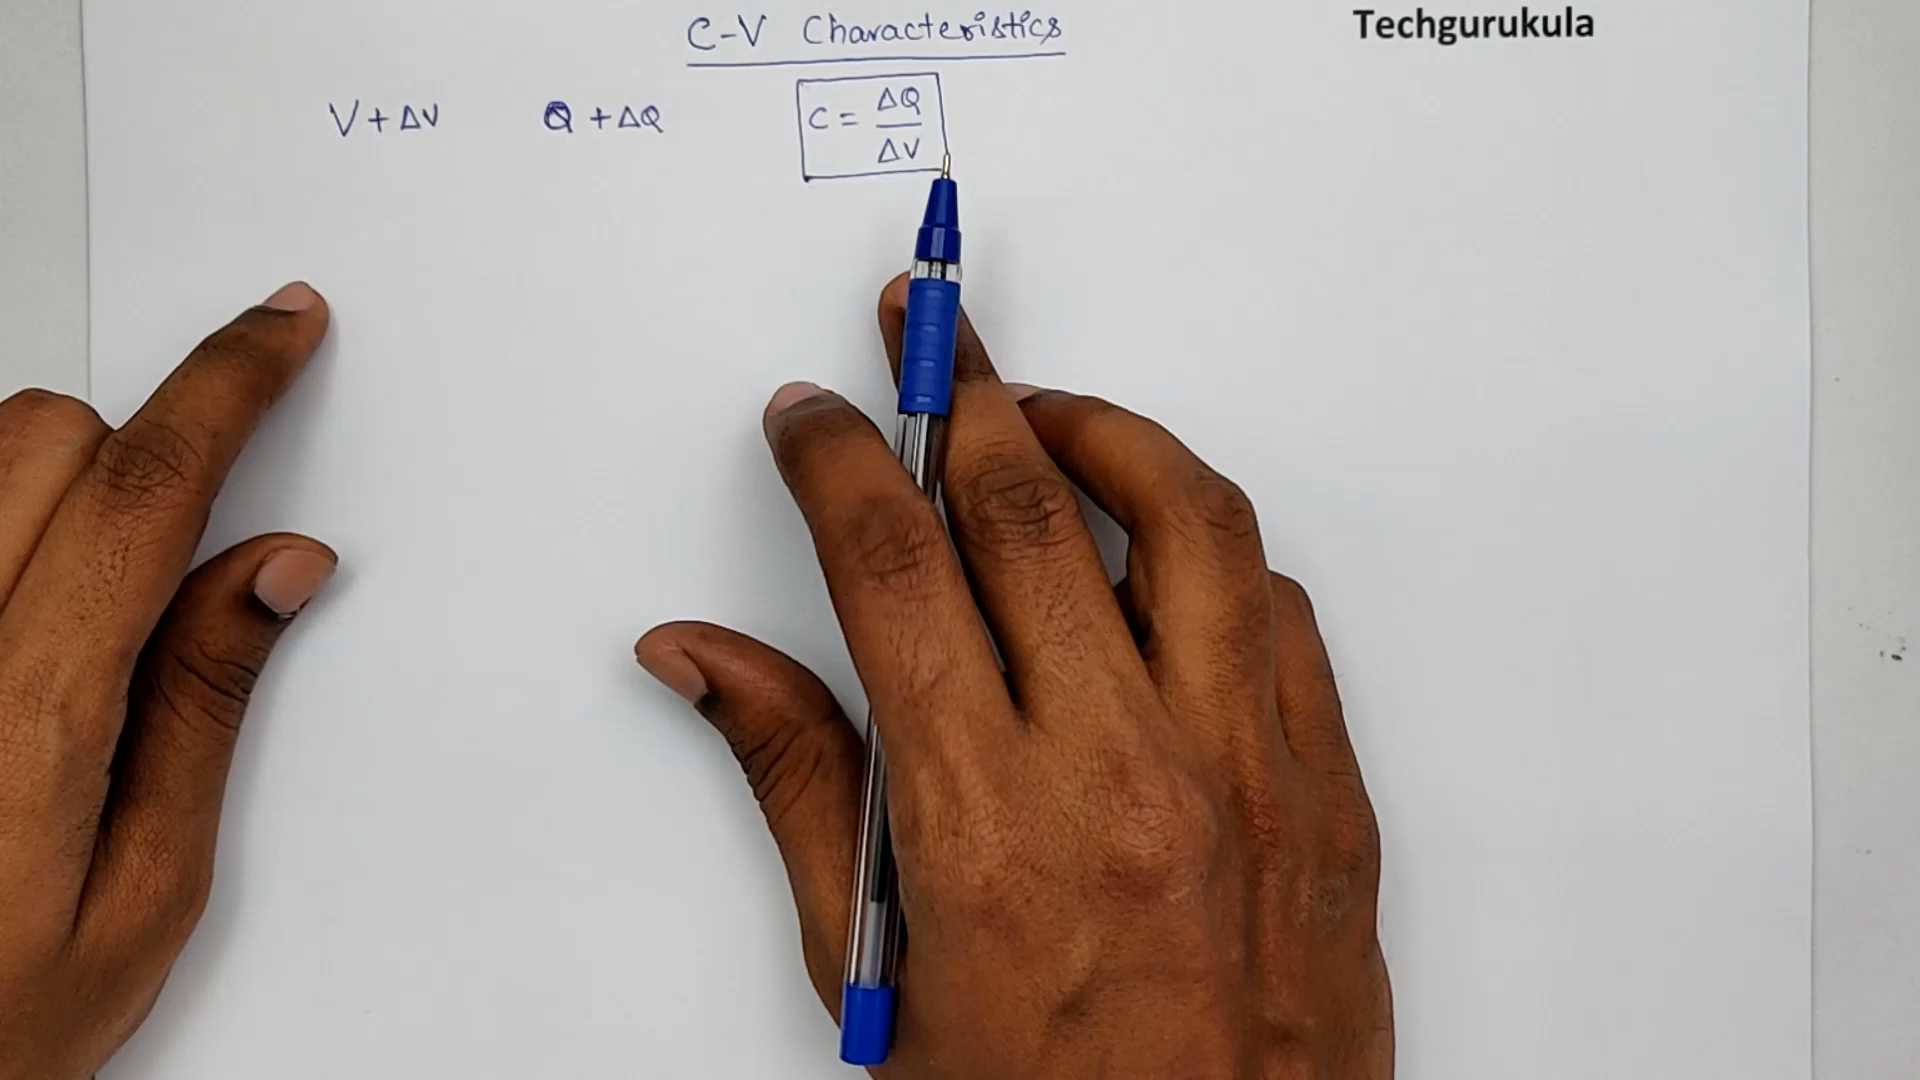 C-V Characteristics
Techgurukula
V+ΔV Q+ΔQ C = ΔQ
ΔV